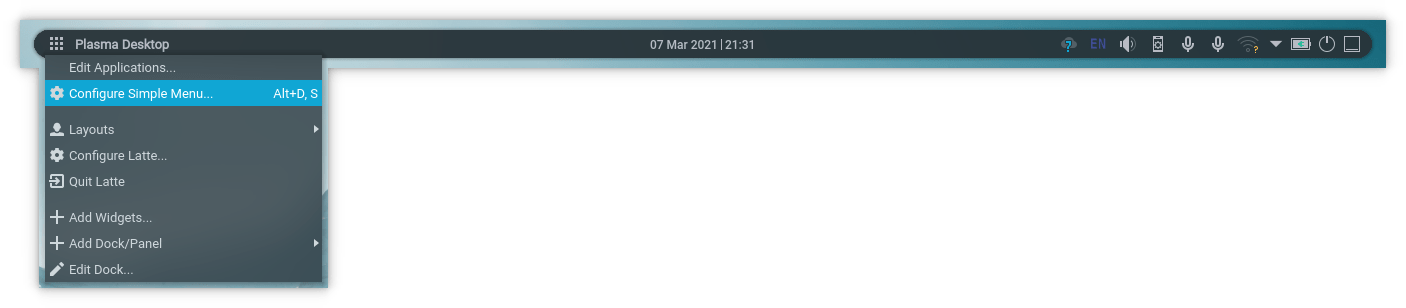 Plasma Desktop
07 Mar 2021 | 21:31
EN
Edit Applications...
Configure Simple Menu... Alt+D, S
Layouts
Configure Latte...
Quit Latte
Add Widgets...
Add Dock/Panel
Edit Dock...